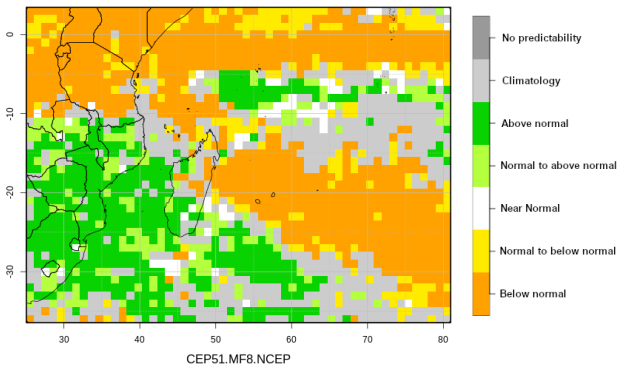 0
-10
-20
-30
30 40 50 60 70 80
CEP51.MF8.NCEP
No predictability
Climatology
Above normal
Normal to above normal
Near Normal
Normal to below normal
Below normal